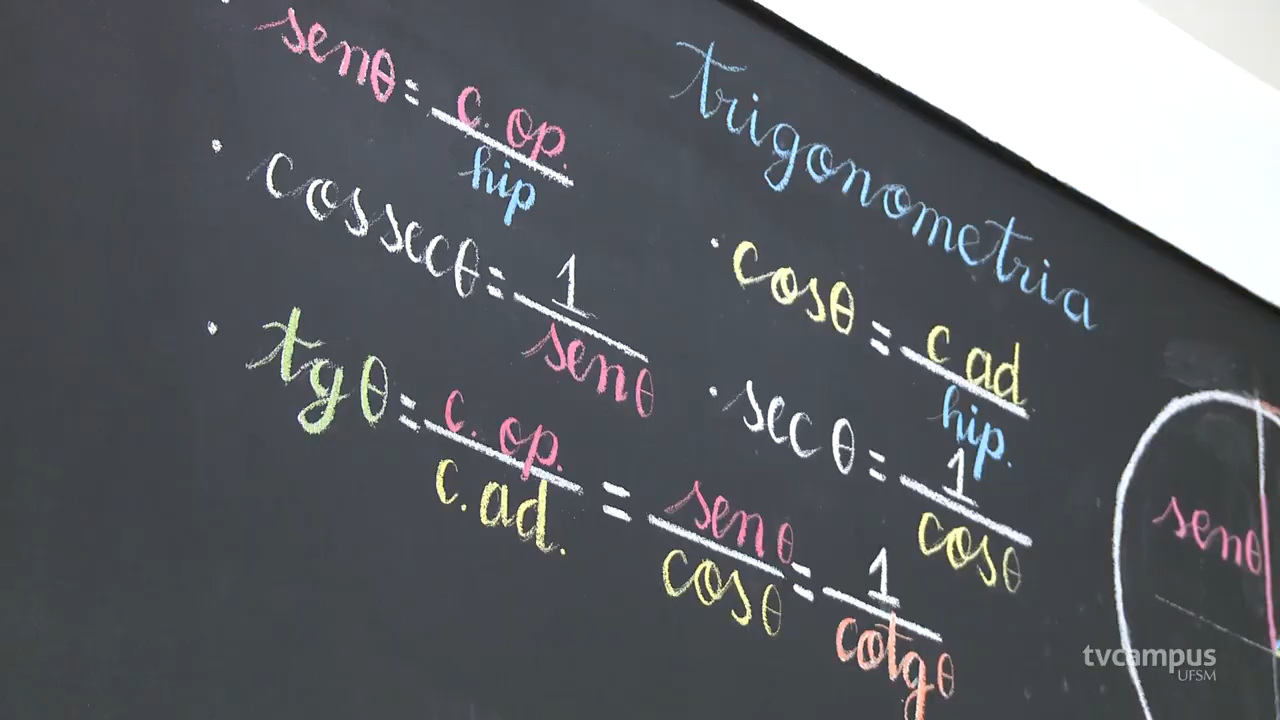 trigonometria
senθ = c. op. / hip
cossecθ = 1 / senθ
cosθ = c ad / hip.
secθ = 1 / cosθ
tgθ = c. op. / c. ad. = senθ / cosθ = 1 / cotgθ
senθ
tvcampus
UFSM